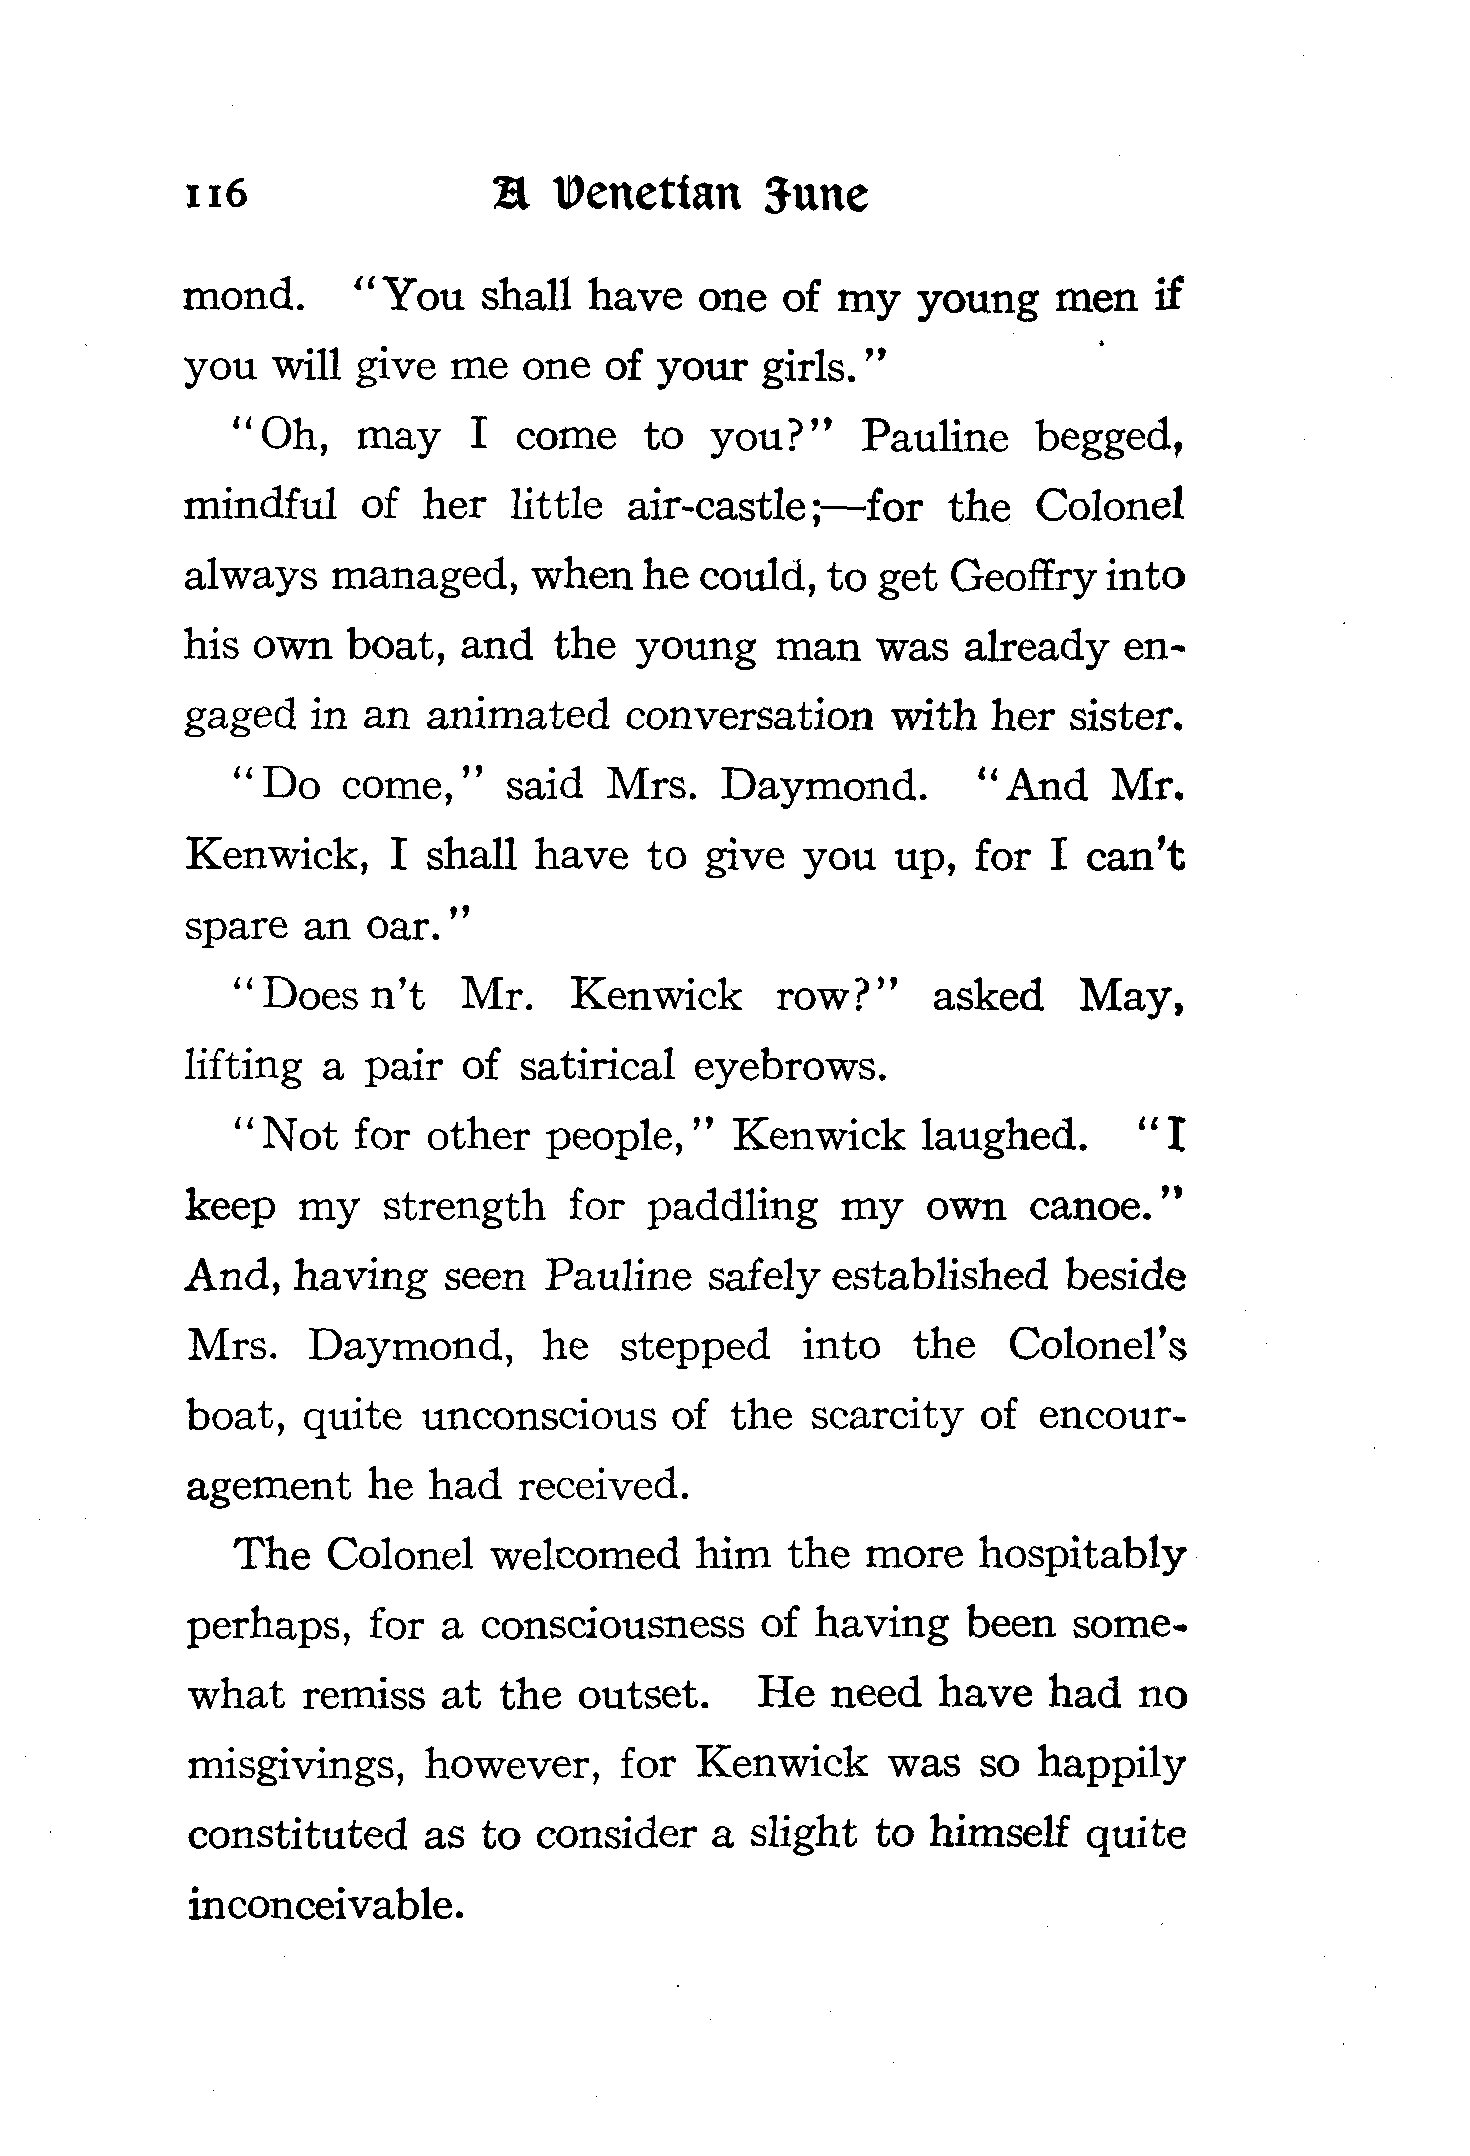 116 A Venetian June
mond. "You shall have one of my young men if
you will give me one of your girls."
"Oh, may I come to you?" Pauline begged,
mindful of her little air-castle;—for the Colonel
always managed, when he could, to get Geoffry into
his own boat, and the young man was already en-
gaged in an animated conversation with her sister.
"Do come," said Mrs. Daymond. "And Mr.
Kenwick, I shall have to give you up, for I can't
spare an oar."
"Does n't Mr. Kenwick row?" asked May,
lifting a pair of satirical eyebrows.
"Not for other people," Kenwick laughed. "I
keep my strength for paddling my own canoe."
And, having seen Pauline safely established beside
Mrs. Daymond, he stepped into the Colonel's
boat, quite unconscious of the scarcity of encour-
agement he had received.
The Colonel welcomed him the more hospitably
perhaps, for a consciousness of having been some-
what remiss at the outset. He need have had no
misgivings, however, for Kenwick was so happily
constituted as to consider a slight to himself quite
inconceivable.